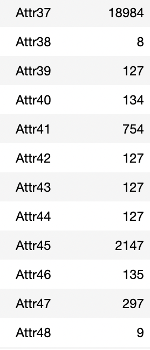 Attr37 18984
Attr38 8
Attr39 127
Attr40 134
Attr41 754
Attr42 127
Attr43 127
Attr44 127
Attr45 2147
Attr46 135
Attr47 297
Attr48 9